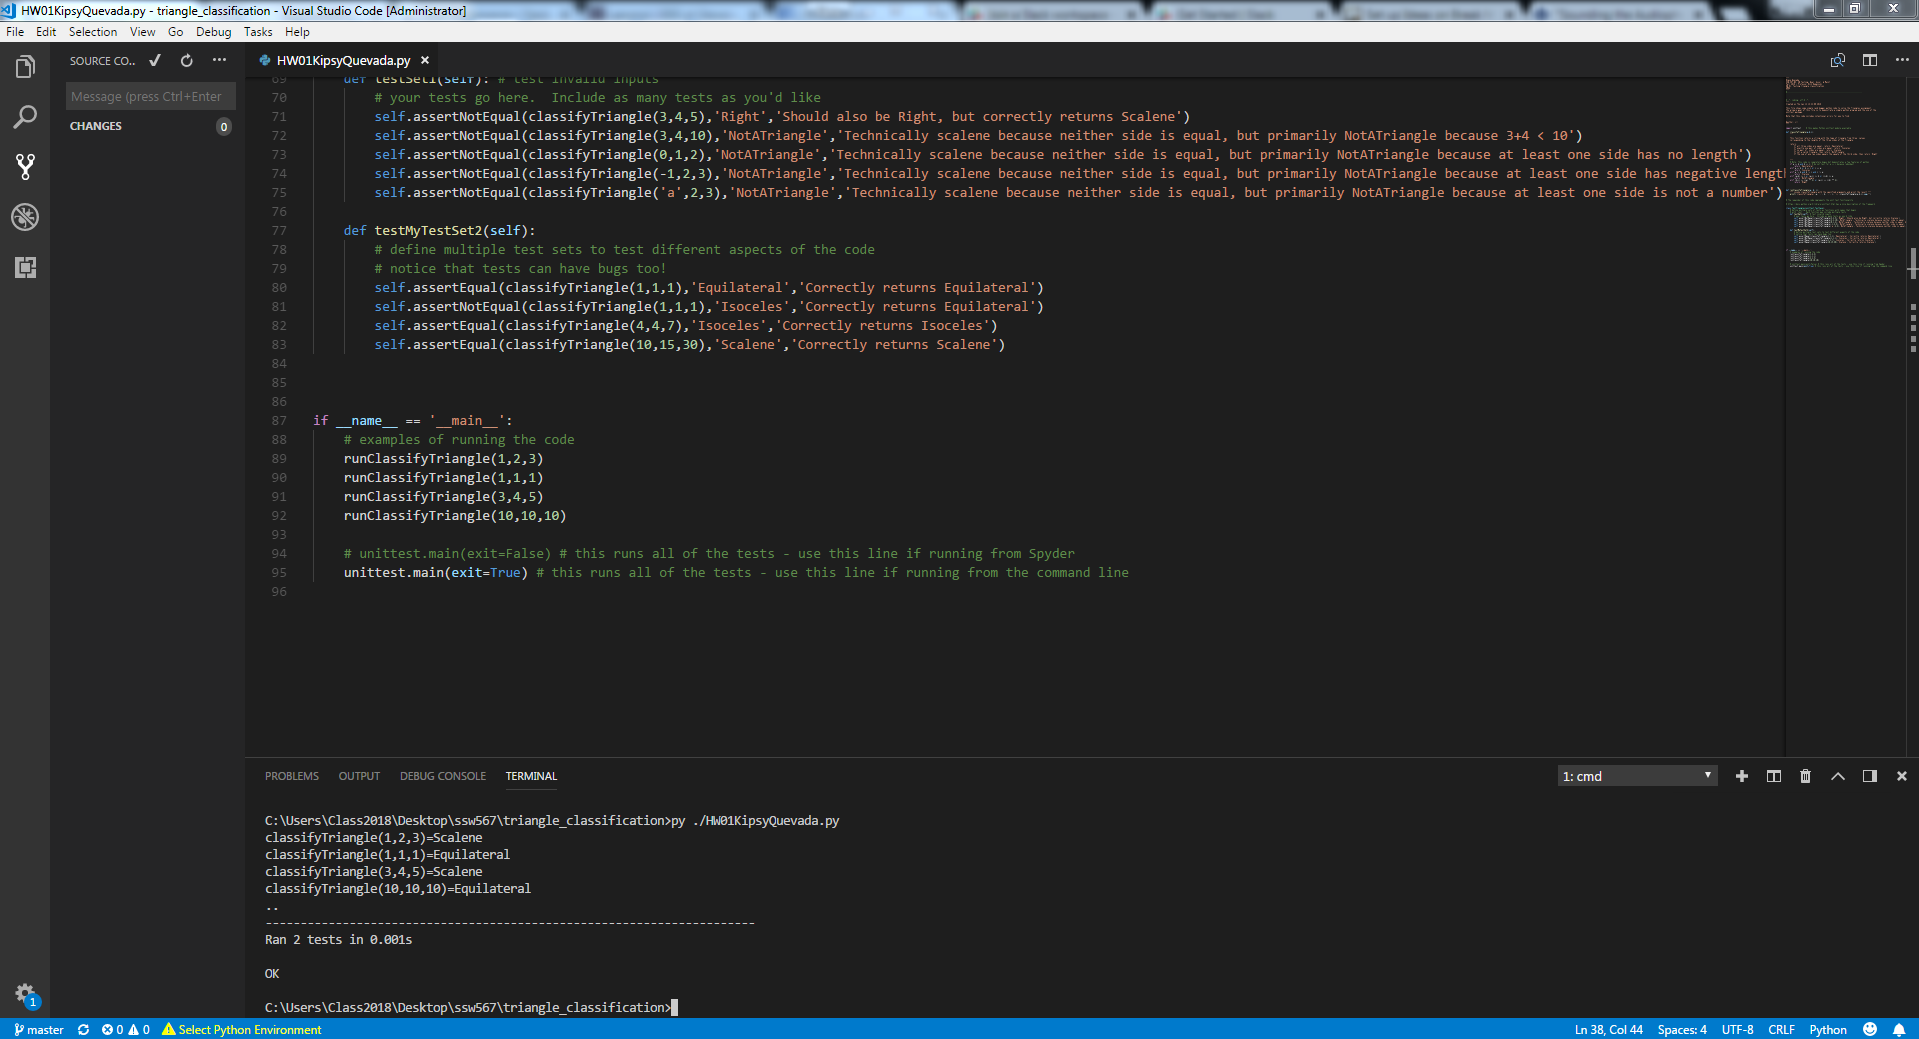 HW01KipsyQuevada.py - triangle_classification - Visual Studio Code [Administrator]
File Edit Selection View Go Debug Tasks Help
SOURCE CO..
HW01KipsyQuevada.py
Message (press Ctrl+Enter
CHANGES 0
69 def testSet1(self): # test invalid inputs
70 # your tests go here.  Include as many tests as you'd like
71 self.assertNotEqual(classifyTriangle(3,4,5),'Right','Should also be Right, but correctly returns Scalene')
72 self.assertNotEqual(classifyTriangle(3,4,10),'NotATriangle','Technically scalene because neither side is equal, but primarily NotATriangle because 3+4 < 10')
73 self.assertNotEqual(classifyTriangle(0,1,2),'NotATriangle','Technically scalene because neither side is equal, but primarily NotATriangle because at least one side has no length')
74 self.assertNotEqual(classifyTriangle(-1,2,3),'NotATriangle','Technically scalene because neither side is equal, but primarily NotATriangle because at least one side has negative lengt
75 self.assertNotEqual(classifyTriangle('a',2,3),'NotATriangle','Technically scalene because neither side is equal, but primarily NotATriangle because at least one side is not a number')
76
77 def testMyTestSet2(self):
78 # define multiple test sets to test different aspects of the code
79 # notice that tests can have bugs too!
80 self.assertEqual(classifyTriangle(1,1,1),'Equilateral','Correctly returns Equilateral')
81 self.assertNotEqual(classifyTriangle(1,1,1),'Isoceles','Correctly returns Equilateral')
82 self.assertEqual(classifyTriangle(4,4,7),'Isoceles','Correctly returns Isoceles')
83 self.assertEqual(classifyTriangle(10,15,30),'Scalene','Correctly returns Scalene')
84
85
86
87 if __name__ == '__main__':
88 # examples of running the code
89 runClassifyTriangle(1,2,3)
90 runClassifyTriangle(1,1,1)
91 runClassifyTriangle(3,4,5)
92 runClassifyTriangle(10,10,10)
93
94 # unittest.main(exit=False) # this runs all of the tests - use this line if running from Spyder
95 unittest.main(exit=True) # this runs all of the tests - use this line if running from the command line
96
PROBLEMS OUTPUT DEBUG CONSOLE TERMINAL
1: cmd
C:\Users\Class2018\Desktop\ssw567\triangle_classification>py ./HW01KipsyQuevada.py
classifyTriangle(1,2,3)=Scalene
classifyTriangle(1,1,1)=Equilateral
classifyTriangle(3,4,5)=Scalene
classifyTriangle(10,10,10)=Equilateral
..
----------------------------------------------------------------------
Ran 2 tests in 0.001s
OK
C:\Users\Class2018\Desktop\ssw567\triangle_classification>
1
master 0 0 Select Python Environment
Ln 38, Col 44 Spaces: 4 UTF-8 CRLF Python